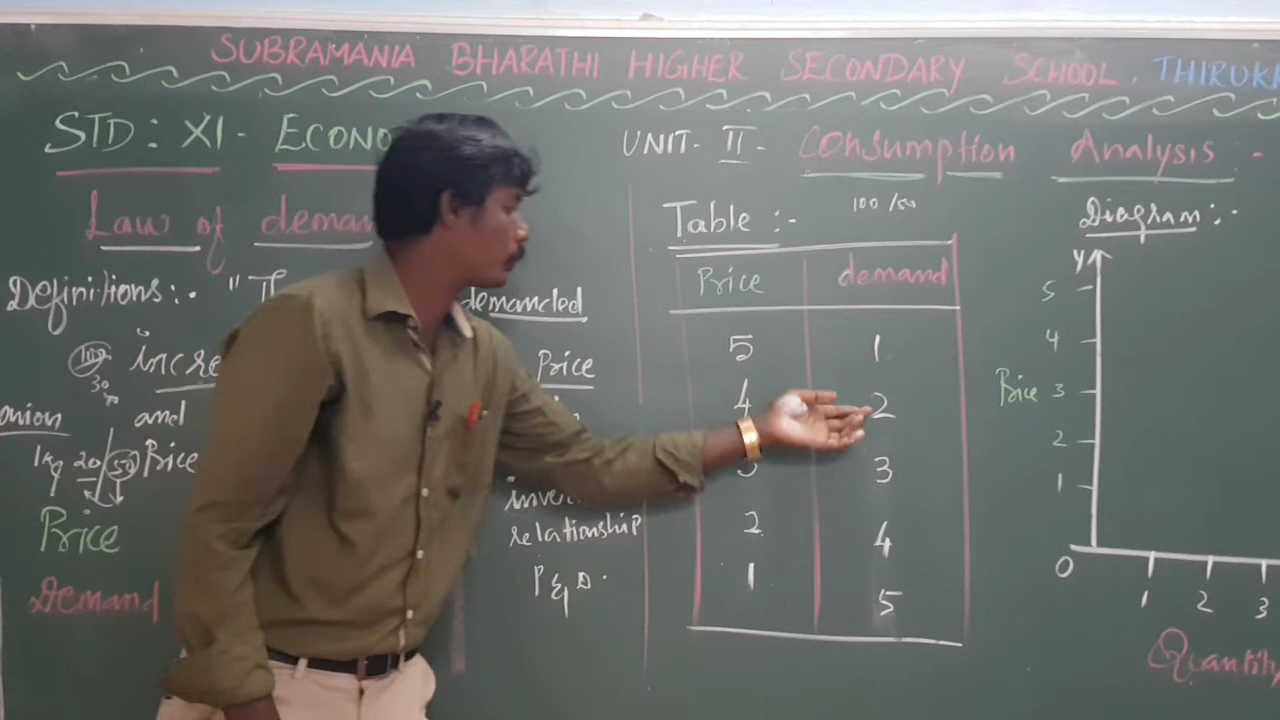 SUBRAMANIA BHARATHI HIGHER SECONDARY SCHOOL, THIRUK
STD: XI - ECONO
UNIT - II - Consumption Analysis :-
Law of deman
Definitions :- "T demanded
100 incre Price
30
onion and
1kg 20 50 Price
inver
relationship
Price
P & D.
Demand
Table :- 100 / 50
Price demand
5 1
4 2
3 3
2 4
1 5
Diagram :-
Y
5
4
Price 3
2
1
0
1 2 3
Quantity